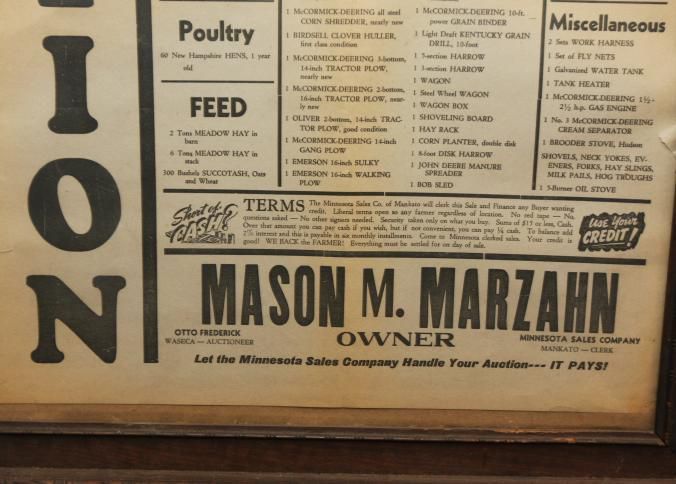 ION
Poultry
60 New Hampshire HENS, 1 year
old
FEED
2 Tons MEADOW HAY in
barn
6 Tons MEADOW HAY in
stack
300 Bushels SUCCOTASH, Oats
and Wheat
1 McCORMICK-DEERING all steel
CORN SHREDDER, nearly new
1 BIRDSELL CLOVER HULLER,
first class condition
1 McCORMICK-DEERING 3-bottom,
14-inch TRACTOR PLOW,
nearly new
1 McCORMICK-DEERING 2-bottom,
16-inch TRACTOR PLOW, near-
ly new
1 OLIVER 2-bottom, 14-inch TRAC-
TOR PLOW, good condition
1 McCORMICK-DEERING 14-inch
GANG PLOW
1 EMERSON 16-inch SULKY
1 EMERSON 16-inch WALKING
PLOW
1 McCORMICK-DEERING 10-ft.
power GRAIN BINDER
1 Light Draft KENTUCKY GRAIN
DRILL, 10-foot
1 5-section HARROW
1 3-section HARROW
1 WAGON
1 Steel Wheel WAGON
1 WAGON BOX
1 SHOVELING BOARD
1 HAY RACK
1 CORN PLANTER, double disk
1 8-foot DISK HARROW
1 JOHN DEERE MANURE
SPREADER
1 BOB SLED
Miscellaneous
2 Sets WORK HARNESS
1 Set of FLY NETS
1 Galvanized WATER TANK
1 TANK HEATER
1 McCORMICK-DEERING 1½-
2½ h.p. GAS ENGINE
1 No. 3 McCORMICK-DEERING
CREAM SEPARATOR
1 BROODER STOVE, Hudson
SHOVELS, NECK YOKES, EV-
ENERS, FORKS, HAY SLINGS,
MILK PAILS, HOG TROUGHS
1 3-Burner OIL STOVE
Short of
CASH?
TERMS The Minnesota Sales Co. of Mankato will clerk this Sale and Finance any Buyer wanting
credit. Liberal terms open to any farmer regardless of location. No red tape — No
questions asked — No other signers needed. Security taken only on what you buy. Sums of $15 or less, Cash.
Over that amount you can pay cash if you wish, but if not convenient, you can pay ¼ cash. To balance add
2% interest and this is payable in six monthly installments. Come to Minnesota clerked sales. Your credit is
good! WE BACK the FARMER! Everything must be settled for on day of sale.
Use Your
CREDIT!
MASON M. MARZAHN
OWNER
OTTO FREDERICK
WASECA — AUCTIONEER
MINNESOTA SALES COMPANY
MANKATO — CLERK
Let the Minnesota Sales Company Handle Your Auction--- IT PAYS!